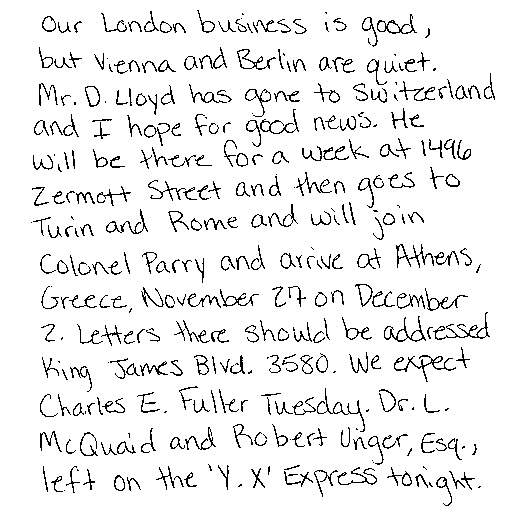 Our London business is good,
but Vienna and Berlin are quiet.
Mr. D. Lloyd has gone to Switzerland
and I hope for good news. He
will be there for a week at 1496
Zermott Street and then goes to
Turin and Rome and will join
Colonel Parry and arrive at Athens,
Greece, November 27 on December
2. Letters there should be addressed
King James Blvd. 3580. We expect
Charles E. Fuller Tuesday. Dr. L.
McQuaid and Robert Unger, Esq.,
left on the 'Y.X' Express tonight.